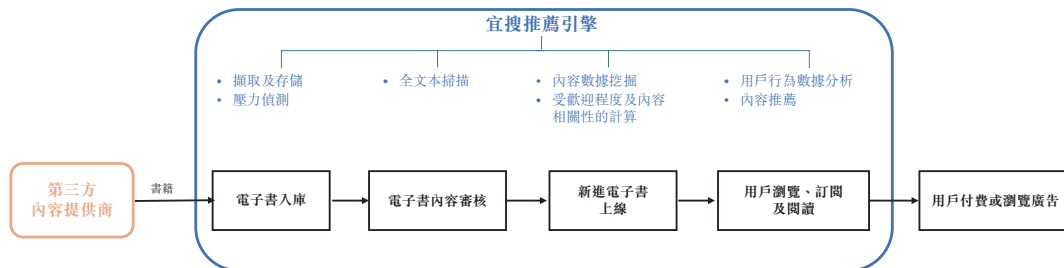 宜搜推薦引擎
• 擷取及存儲
• 壓力偵測
• 全文本掃描
• 內容數據挖掘
• 受歡迎程度及內容
相關性的計算
• 用戶行為數據分析
• 內容推薦
第三方
內容提供商
書籍
電子書入庫
電子書內容審核
新進電子書
上線
用戶瀏覽、訂閱
及閱讀
用戶付費或瀏覽廣告